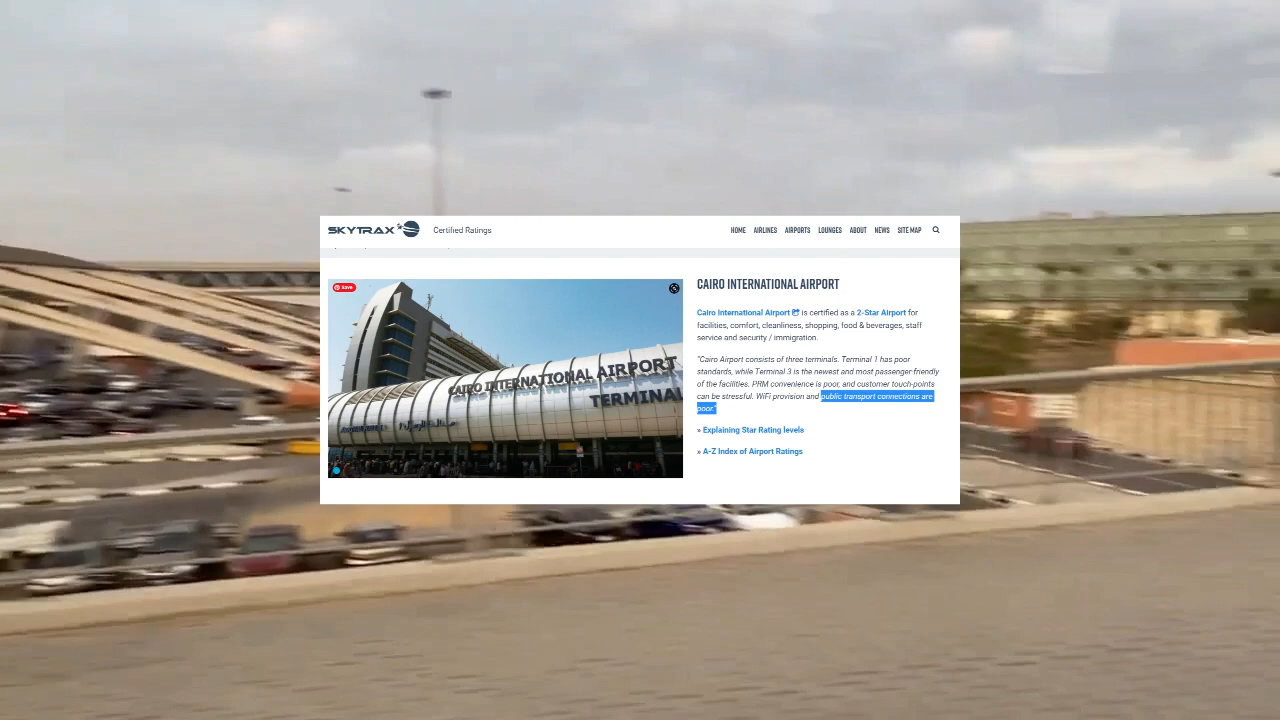 SKYTRAX Certified Ratings
HOME AIRLINES AIRPORTS LOUNGES ABOUT NEWS SITE MAP
Save
CAIRO INTERNATIONAL AIRPORT
TERMINAL
CAIRO INTERNATIONAL AIRPORT
Cairo International Airport is certified as a 2-Star Airport for
facilities, comfort, cleanliness, shopping, food & beverages, staff
service and security / immigration.
"Cairo Airport consists of three terminals. Terminal 1 has poor
standards, while Terminal 3 is the newest and most passenger-friendly
of the facilities. PRM convenience is poor, and customer touch-points
can be stressful. WiFi provision and public transport connections are
poor."
» Explaining Star Rating levels
» A-Z Index of Airport Ratings